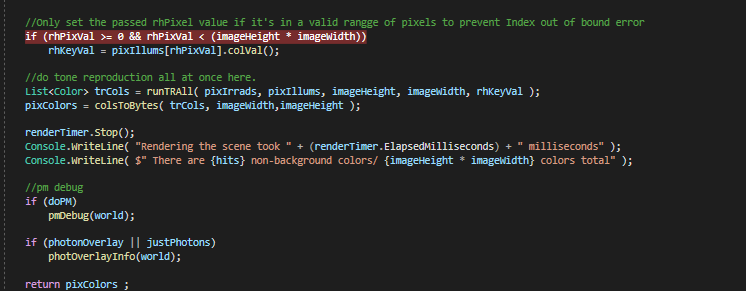 //Only set the passed rhPixel value if it's in a valid rangge of pixels to prevent Index out of bound error
if (rhPixVal >= 0 && rhPixVal < (imageHeight * imageWidth))
rhKeyVal = pixIllums[rhPixVal].colVal();
//do tone reproduction all at once here.
List<Color> trCols = runTRAll( pixIrrads, pixIllums, imageHeight, imageWidth, rhKeyVal );
pixColors = colsToBytes( trCols, imageWidth,imageHeight );
renderTimer.Stop();
Console.WriteLine( "Rendering the scene took " + (renderTimer.ElapsedMilliseconds) + " milliseconds" );
Console.WriteLine( $" There are {hits} non-background colors/ {imageHeight * imageWidth} colors total" );
//pm debug
if (doPM)
pmDebug(world);
if (photonOverlay || justPhotons)
photOverlayInfo(world);
return pixColors ;